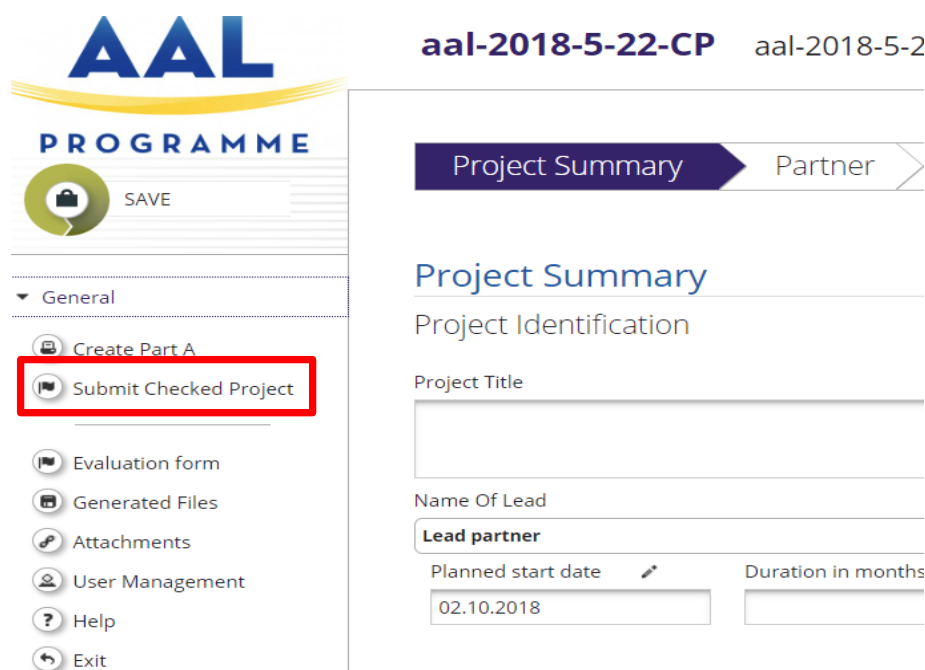 AAL
PROGRAMME
SAVE
General
Create Part A
Submit Checked Project
Evaluation form
Generated Files
Attachments
User Management
? Help
Exit
aal-2018-5-22-CP aal-2018-5-2
Project Summary Partner
Project Summary
Project Identification
Project Title
Name Of Lead
Lead partner
Planned start date Duration in months
02.10.2018